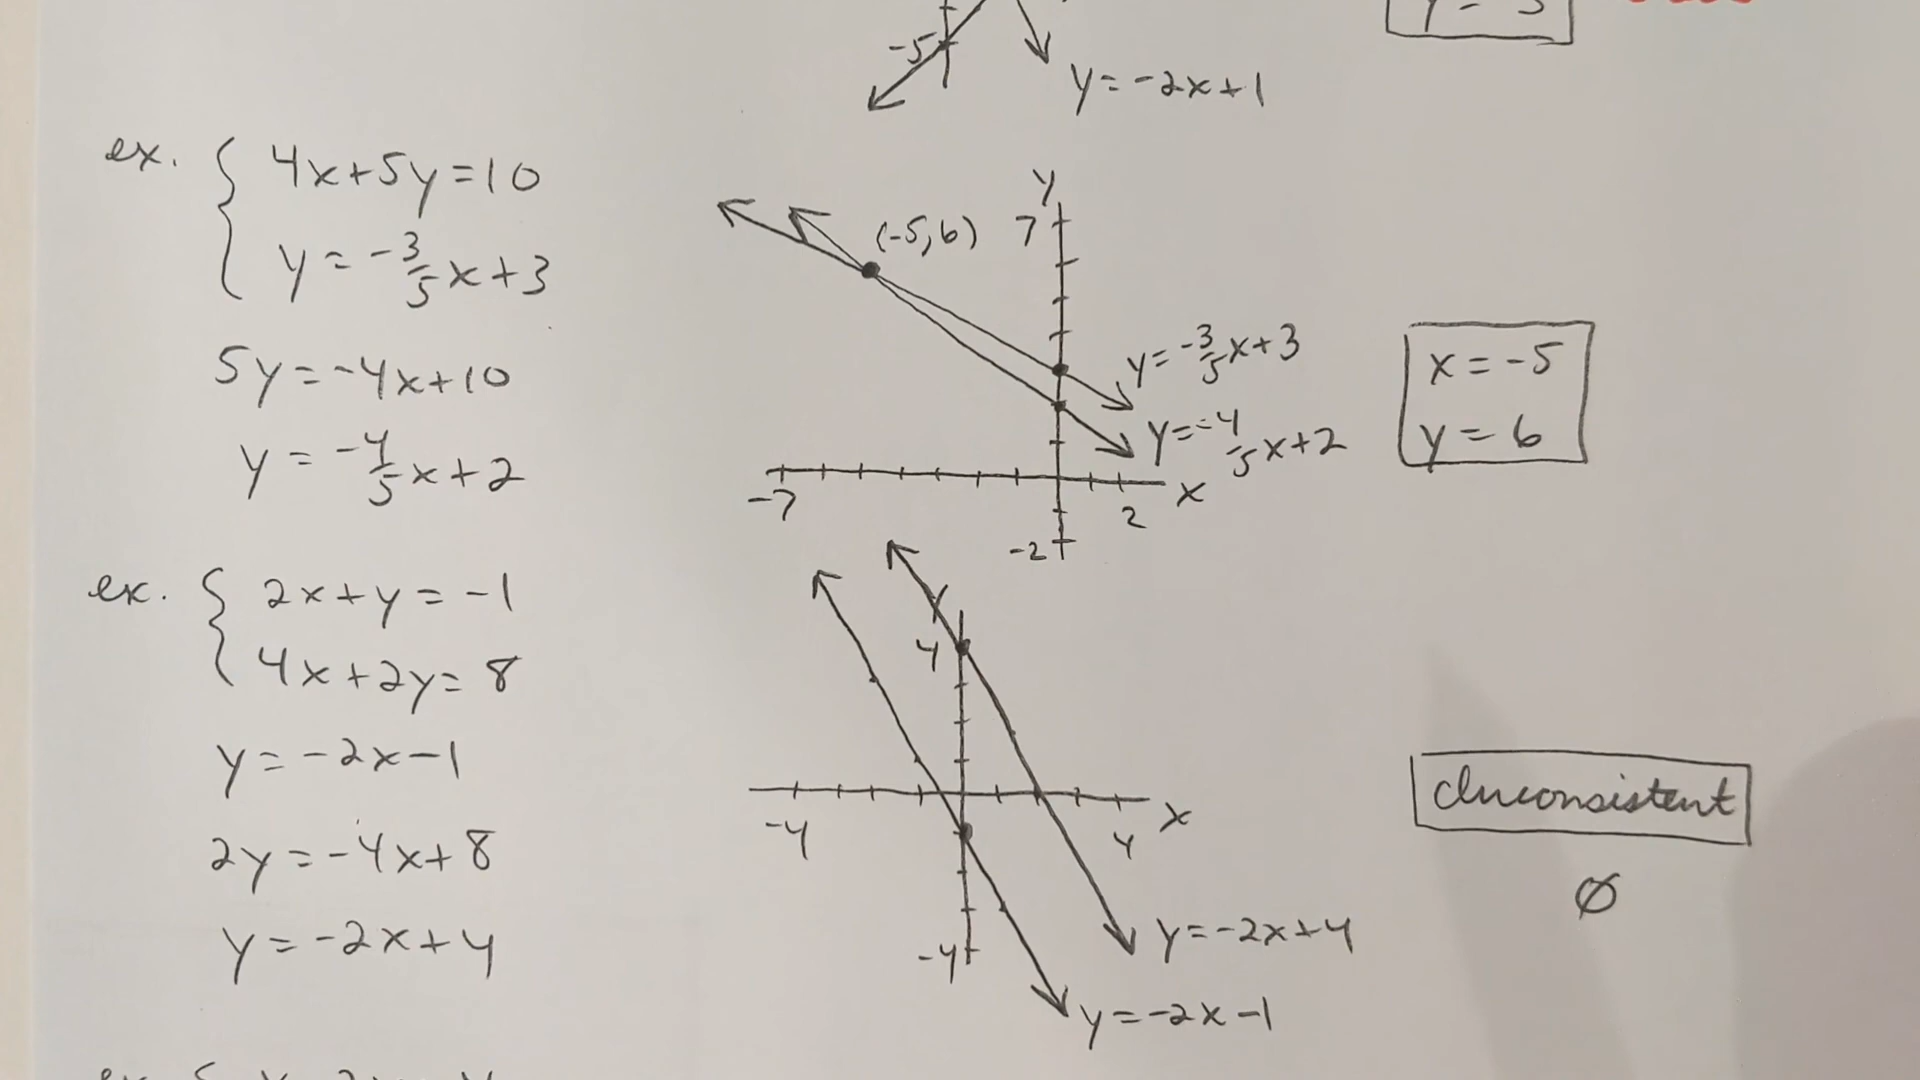 -5
y=-2x+1
ex. { 4x+5y=10
y=-3/5x+3
5y=-4x+10
y=-4/5x+2
y
7
(-5,6)
y=-3/5x+3
y=-4/5x+2
-7
2
x
-2
x=-5
y=6
ex. { 2x+y=-1
4x+2y=8
y=-2x-1
2y=-4x+8
y=-2x+4
y
4
-4
4
x
-4
y=-2x+4
y=-2x-1
Inconsistent
∅